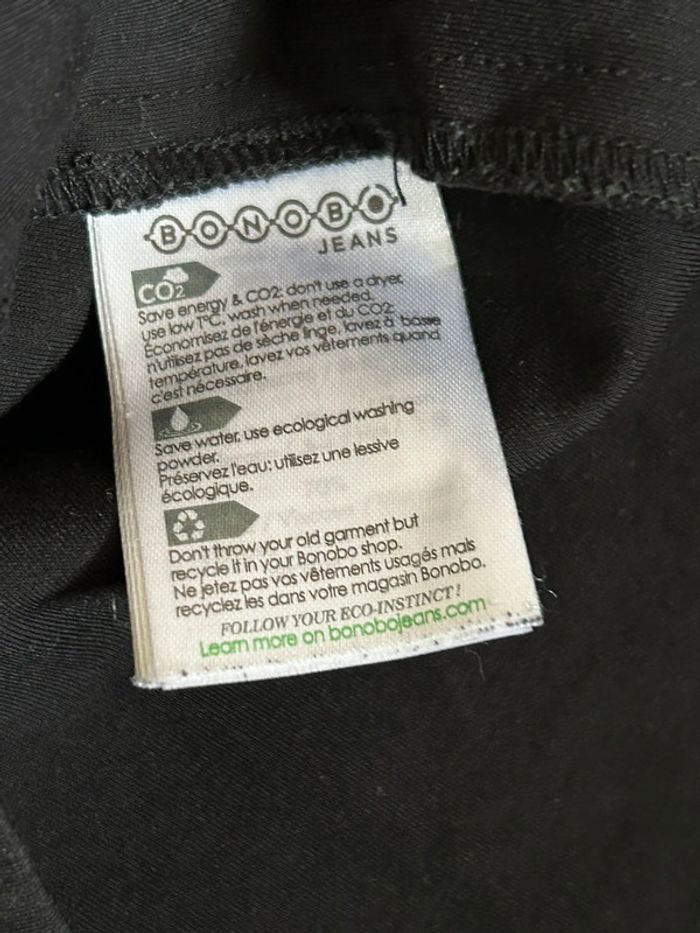 BONOBO
JEANS
CO2
Save energy & CO2: don't use a dryer,
use low T°C, wash when needed.
Économisez de l'énergie et du CO2:
n'utilisez pas de sèche linge, lavez à basse
température, lavez vos vêtements quand
c'est nécessaire.
Save water, use ecological washing
powder.
Préservez l'eau: utilisez une lessive
écologique.
Don't throw your old garment but
recycle it in your Bonobo shop.
Ne jetez pas vos vêtements usagés mais
recyclez les dans votre magasin Bonobo.
FOLLOW YOUR ECO-INSTINCT!
Learn more on bonobojeans.com